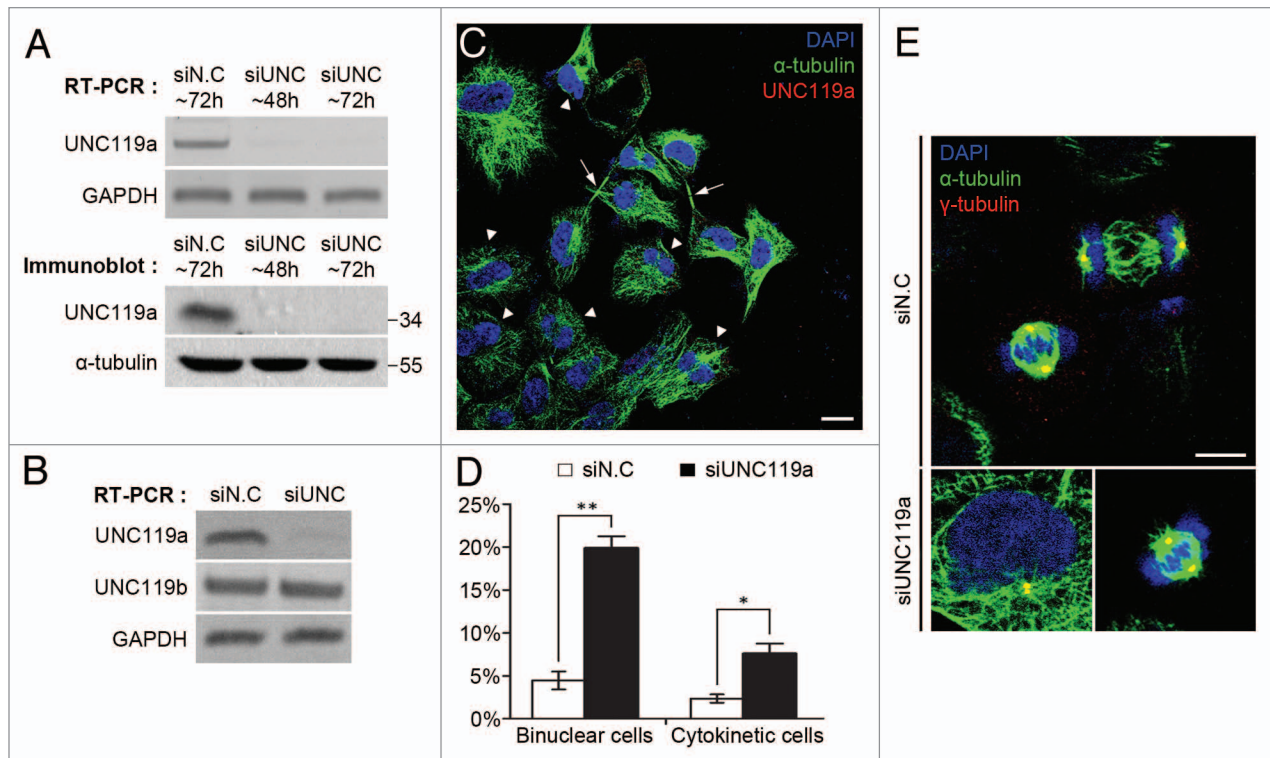 A
siN.C siUNC siUNC
RT-PCR : ~72h ~48h ~72h
UNC119a
GAPDH
siN.C siUNC siUNC
Immunoblot : ~72h ~48h ~72h
UNC119a
–34
α-tubulin
–55
B
RT-PCR : siN.C siUNC
UNC119a
UNC119b
GAPDH
C
DAPI
α-tubulin
UNC119a
D
siN.C siUNC119a
25%
20%
15%
10%
5%
0%
**
*
Binuclear cells Cytokinetic cells
E
siN.C
DAPI
α-tubulin
γ-tubulin
siUNC119a